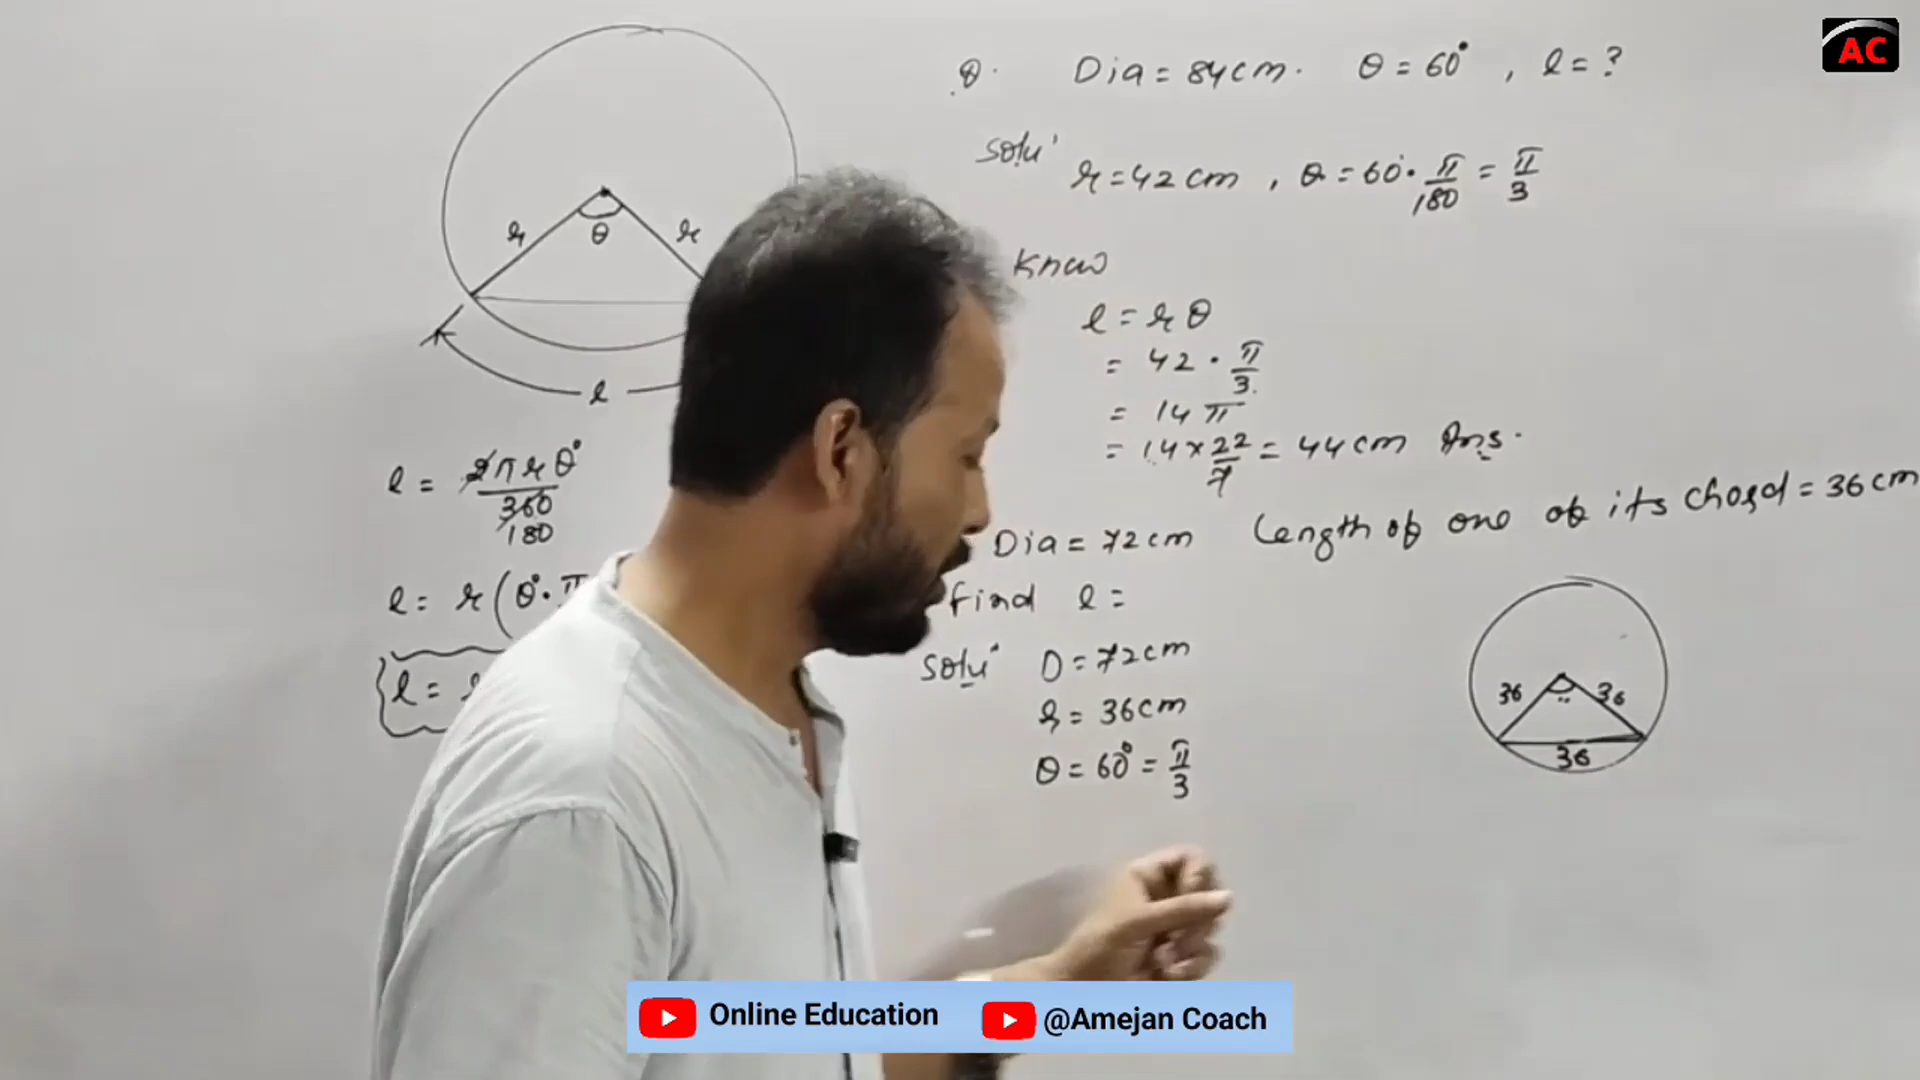 AC
r θ r
l
l = 2πrθ° / 360 180
l = r(θ°·π
l =
Q. Dia = 84cm. θ = 60°, l = ?
Solu' r = 42cm, θ = 60·π/180 = π/3
Know
l = rθ
= 42·π/3
= 14π
= 14×22/7 = 44cm Ans.
Dia = 72cm Length of one of its chord = 36cm
find l =
Solu' D = 72cm
r = 36cm
θ = 60° = π/3
36 36
36
Online Education @Amejan Coach